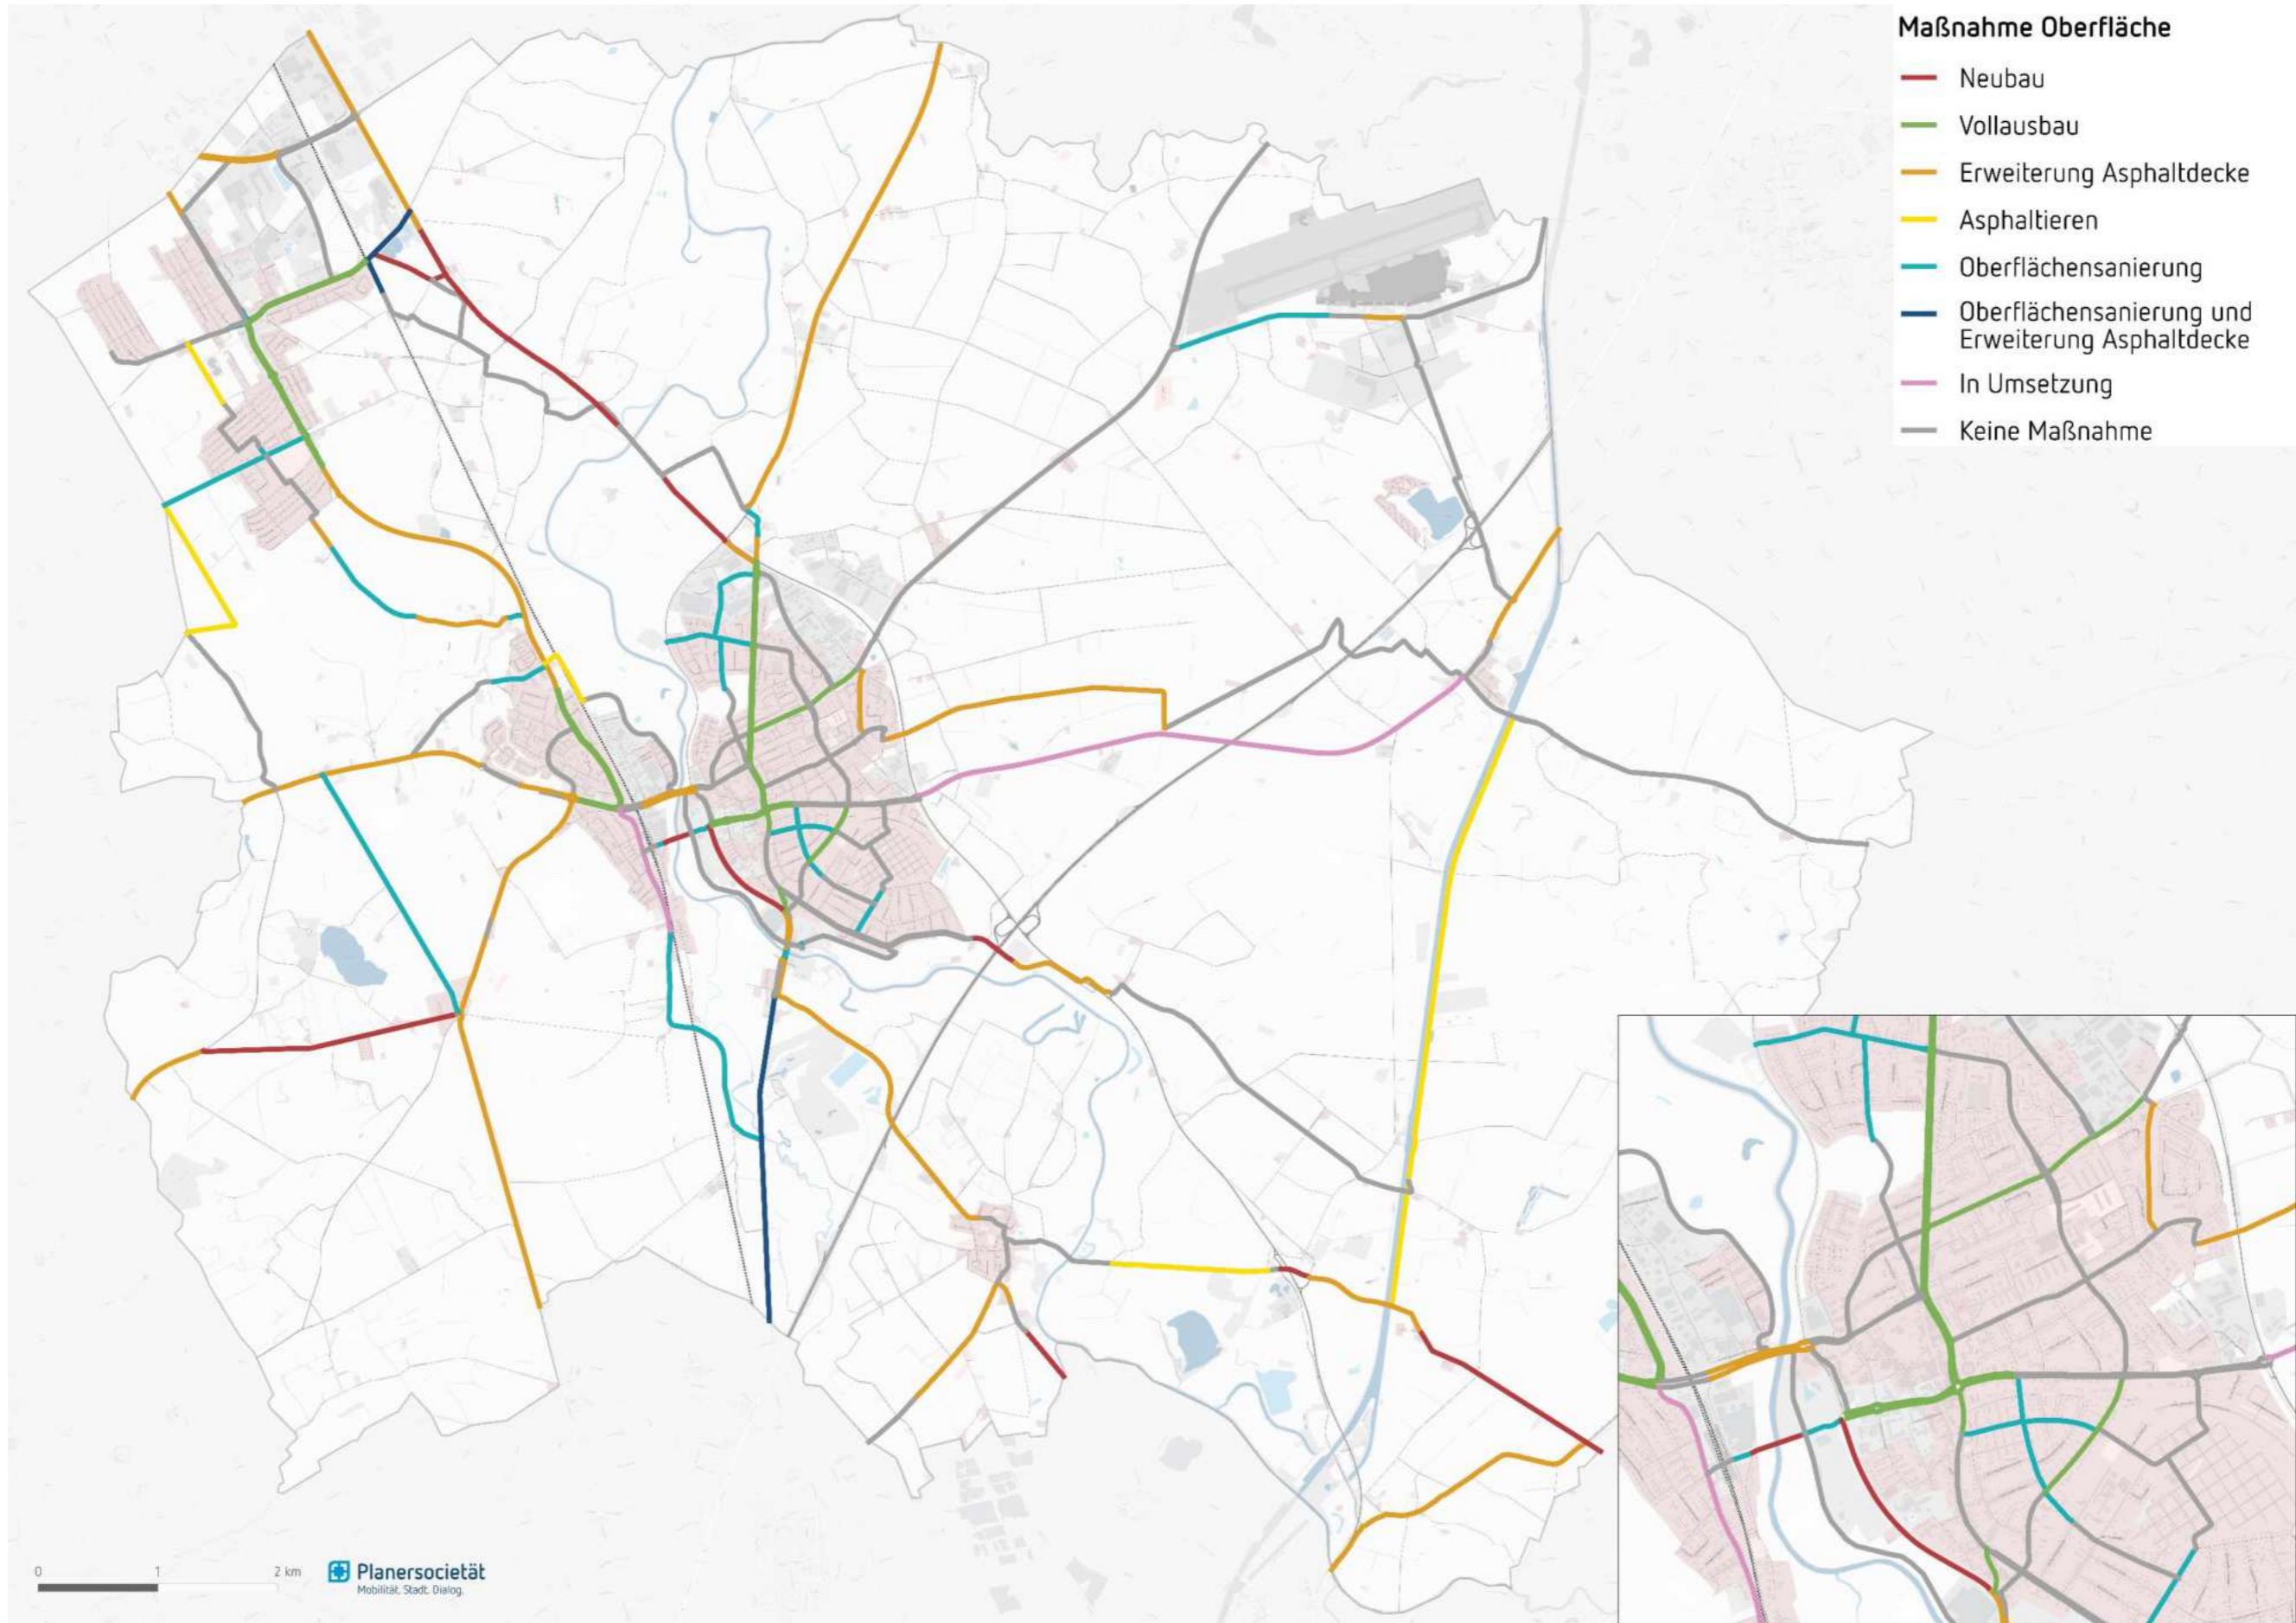 Maßnahme Oberfläche
Neubau
Vollausbau
Erweiterung Asphaltdecke
Asphaltieren
Oberflächensanierung
Oberflächensanierung und
Erweiterung Asphaltdecke
In Umsetzung
Keine Maßnahme
0 1 2 km
Planersocietät
Mobilität. Stadt. Dialog.